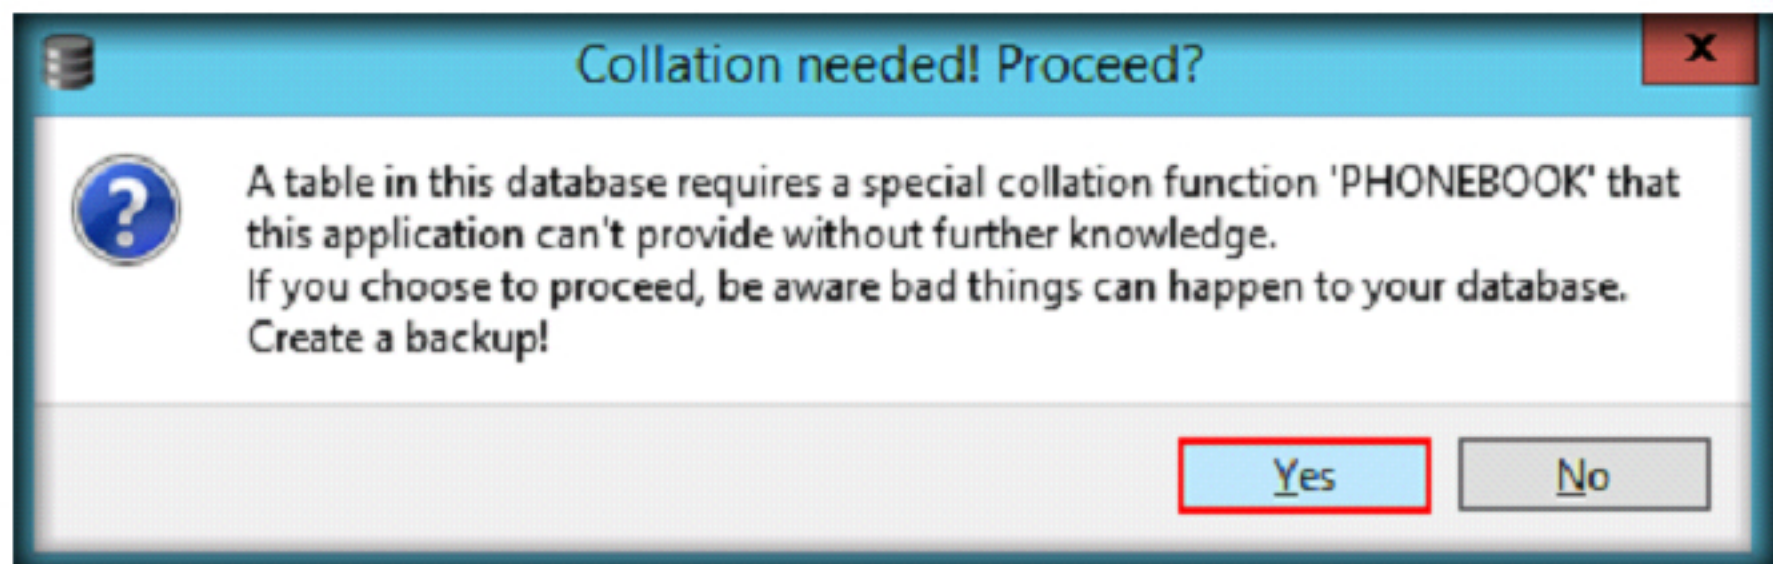 Collation needed! Proceed?
x
A table in this database requires a special collation function 'PHONEBOOK' that
this application can't provide without further knowledge.
If you choose to proceed, be aware bad things can happen to your database.
Create a backup!
Yes
No